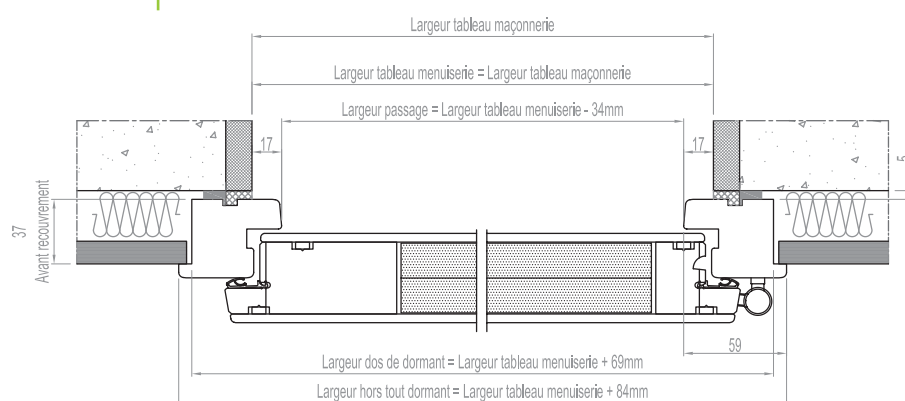 Largeur tableau maçonnerie
Largeur tableau menuiserie = Largeur tableau maçonnerie
Largeur passage = Largeur tableau menuiserie - 34mm
17
17
5
37
Avant recouvrement
59
Largeur dos de dormant = Largeur tableau menuiserie + 69mm
Largeur hors tout dormant = Largeur tableau menuiserie + 84mm